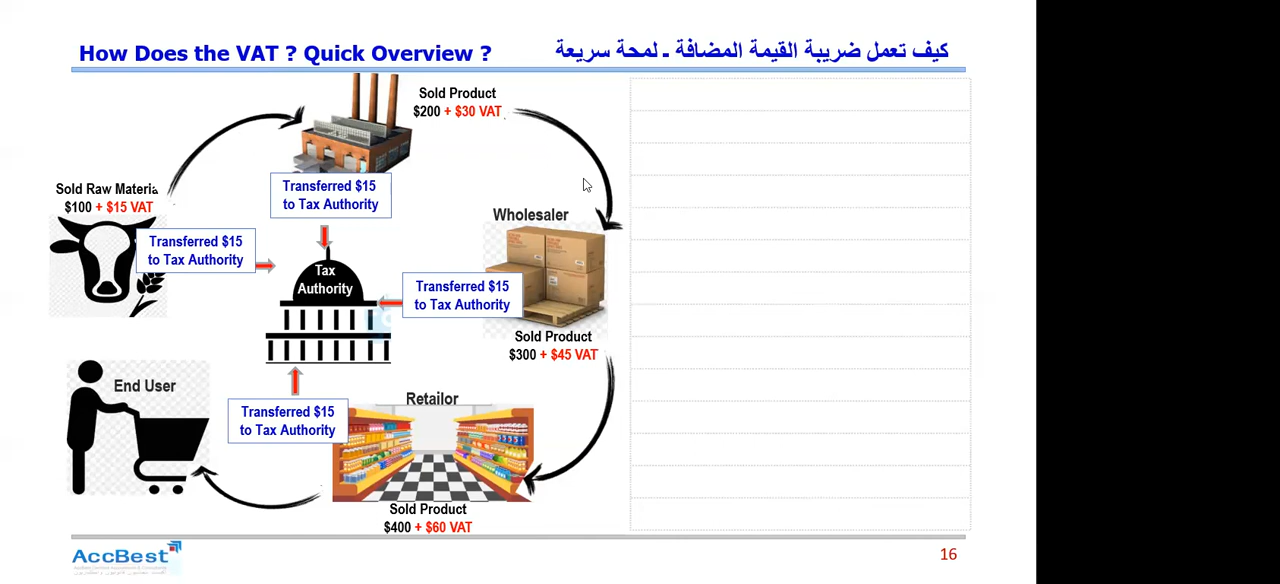 How Does the VAT ? Quick Overview ?
كيف تعمل ضريبة القيمة المضافة ـ لمحة سريعة
Sold Product
$200 + $30 VAT
Transferred $15
to Tax Authority
Sold Raw Materia
$100 + $15 VAT
Transferred $15
to Tax Authority
Tax
Authority
Wholesaler
Transferred $15
to Tax Authority
Sold Product
$300 + $45 VAT
End User
Transferred $15
to Tax Authority
Retailor
Sold Product
$400 + $60 VAT
AccBest
16